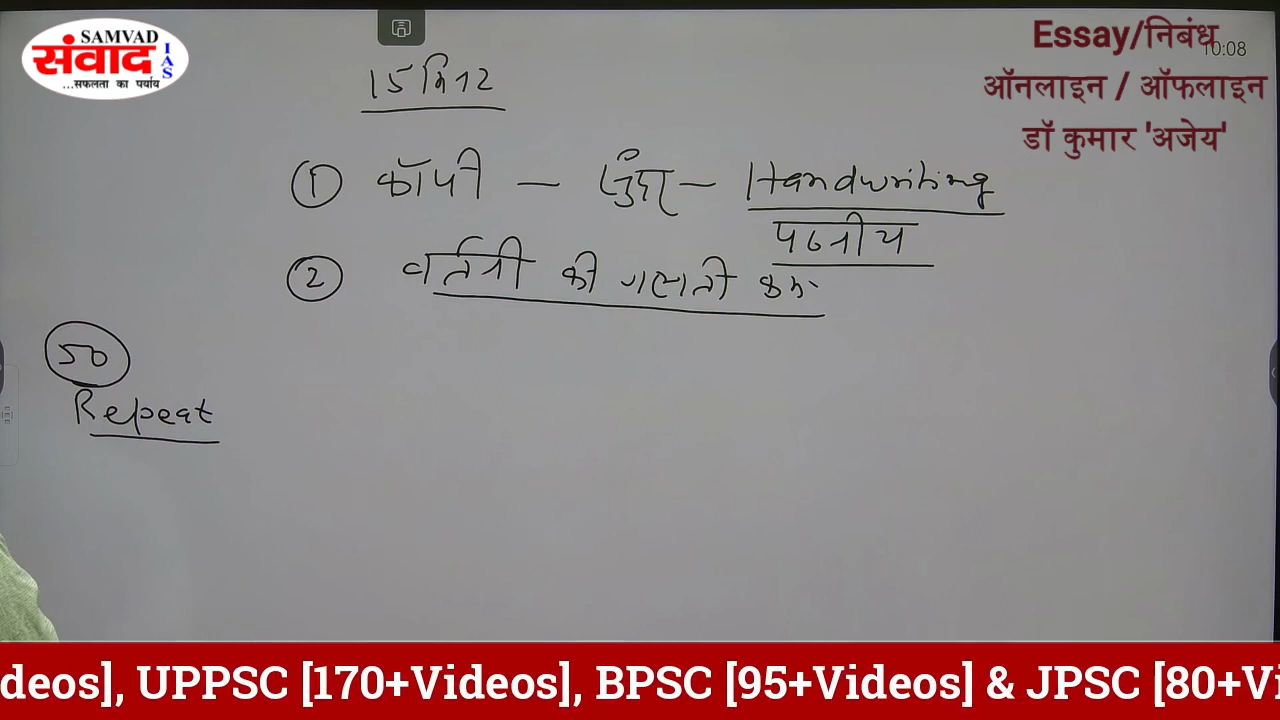 SAMVAD
संवाद
IAS
...सफलता का पर्याय
Essay/निबंध
10:08
ऑनलाइन / ऑफलाइन
डॉ कुमार 'अजेय'
15 मिनट
① कॉपी — सुंदर — Handwriting
पठनीय
② वर्तनी की गलती कम
50
Repeat
deos], UPPSC [170+Videos], BPSC [95+Videos] & JPSC [80+Vi